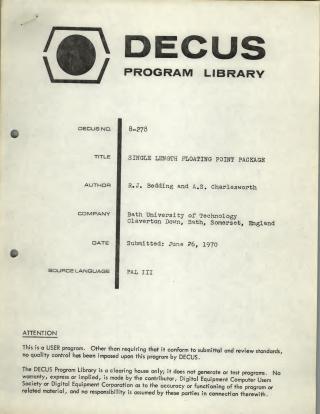 DECUS
PROGRAM LIBRARY
DECUS NO. 8-278
TITLE SINGLE LENGTH FLOATING POINT PACKAGE
AUTHOR R.J. Bedding and A.S. Charlesworth
COMPANY Bath University of Technology
Claverton Down, Bath, Somerset, England
DATE Submitted: June 26, 1970
SOURCE LANGUAGE PAL III
ATTENTION
This is a USER program. Other than requiring that it conform to submittal and review standards,
no quality control has been imposed upon this program by DECUS.
The DECUS Program Library is a clearing house only; it does not generate or test programs. No
warranty, express or implied, is made by the contributor, Digital Equipment Computer Users
Society or Digital Equipment Corporation as to the accuracy or functioning of the program or
related material, and no responsibility is assumed by these parties in connection therewith.